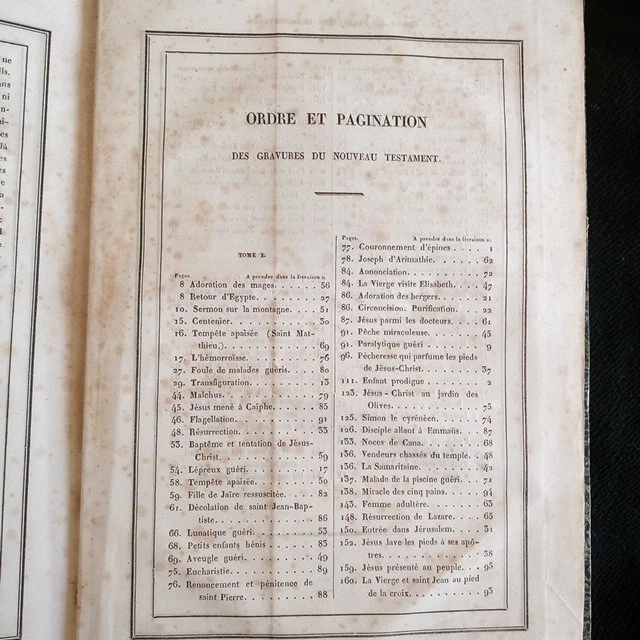 ORDRE ET PAGINATION
DES GRAVURES DU NOUVEAU TESTAMENT.
TOME I.
Pages. A prendre dans la livraison n.
8 Adoration des mages. . . . . 56
8 Retour d'Egypte. . . . . . . 27
10. Sermon sur la montagne. . . . 51
15. Centenier. . . . . . . . . 30
16. Tempête apaisée (Saint Mat-
thieu.). . . . . . . . . . 69
17. L'hémorroïsse. . . . . . . . 76
27. Foule de malades guéris. . . . 80
29. Transfiguration. . . . . . . 13
44. Malchus. . . . . . . . . . 79
45. Jésus mené à Caïphe. . . . . . 85
46. Flagellation. . . . . . . . . 91
48. Résurrection. . . . . . . . . 33
53. Baptême et tentation de Jésus-
Christ. . . . . . . . . . 59
54. Lépreux guéri. . . . . . . . 17
58. Tempête apaisée. . . . . . . 50
59. Fille de Jaïre ressuscitée. . . . 82
61. Décolation de saint Jean-Bap-
tiste. . . . . . . . . . . 86
66. Lunatique guéri. . . . . . . 53
68. Petits enfants bénis . . . . . 83
69. Aveugle guéri. . . . . . . . 49
75. Eucharistie. . . . . . . . . 89
76. Renoncement et pénitence de
saint Pierre. . . . . . . . 88
Pages. A prendre dans la livraison n.
77. Couronnement d'épines. . . . . 1
78. Joseph d'Arimathie. . . . . . 62
84. Annonciation. . . . . . . . 72
84. La Vierge visite Elisabeth. . . . 47
86. Adoration des bergers. . . . . 21
86. Circoncision. Purification. . . . 22
87. Jésus parmi les docteurs. . . . 61
91. Pêche miraculeuse. . . . . . . 45
91. Paralytique guéri . . . . . . 9
96. Pécheresse qui parfume les pieds
de Jésus-Christ. . . . . . . 37
111. Enfant prodigue . . . . . . . 2
123. Jésus-Christ au jardin des
Olives. . . . . . . . . . . 75
125. Simon le cyrénéen. . . . . . . 74
126. Disciple allant à Emmaüs. . . . 87
133. Noces de Cana. . . . . . . . 68
136. Vendeurs chassés du temple. . . 48
136. La Samaritaine. . . . . . . . 42
137. Malade de la piscine guéri. . . . 71
138. Miracle des cinq pains. . . . . 94
143. Femme adultère. . . . . . . . 63
148. Résurrection de Lazare. . . . . 65
150. Entrée dans Jérusalem. . . . . 31
152. Jésus lave les pieds à ses apô-
tres. . . . . . . . . . . 38
159. Jésus présenté au peuple. . . . 95
160. La Vierge et saint Jean au pied
de la croix. . . . . . . . . 93